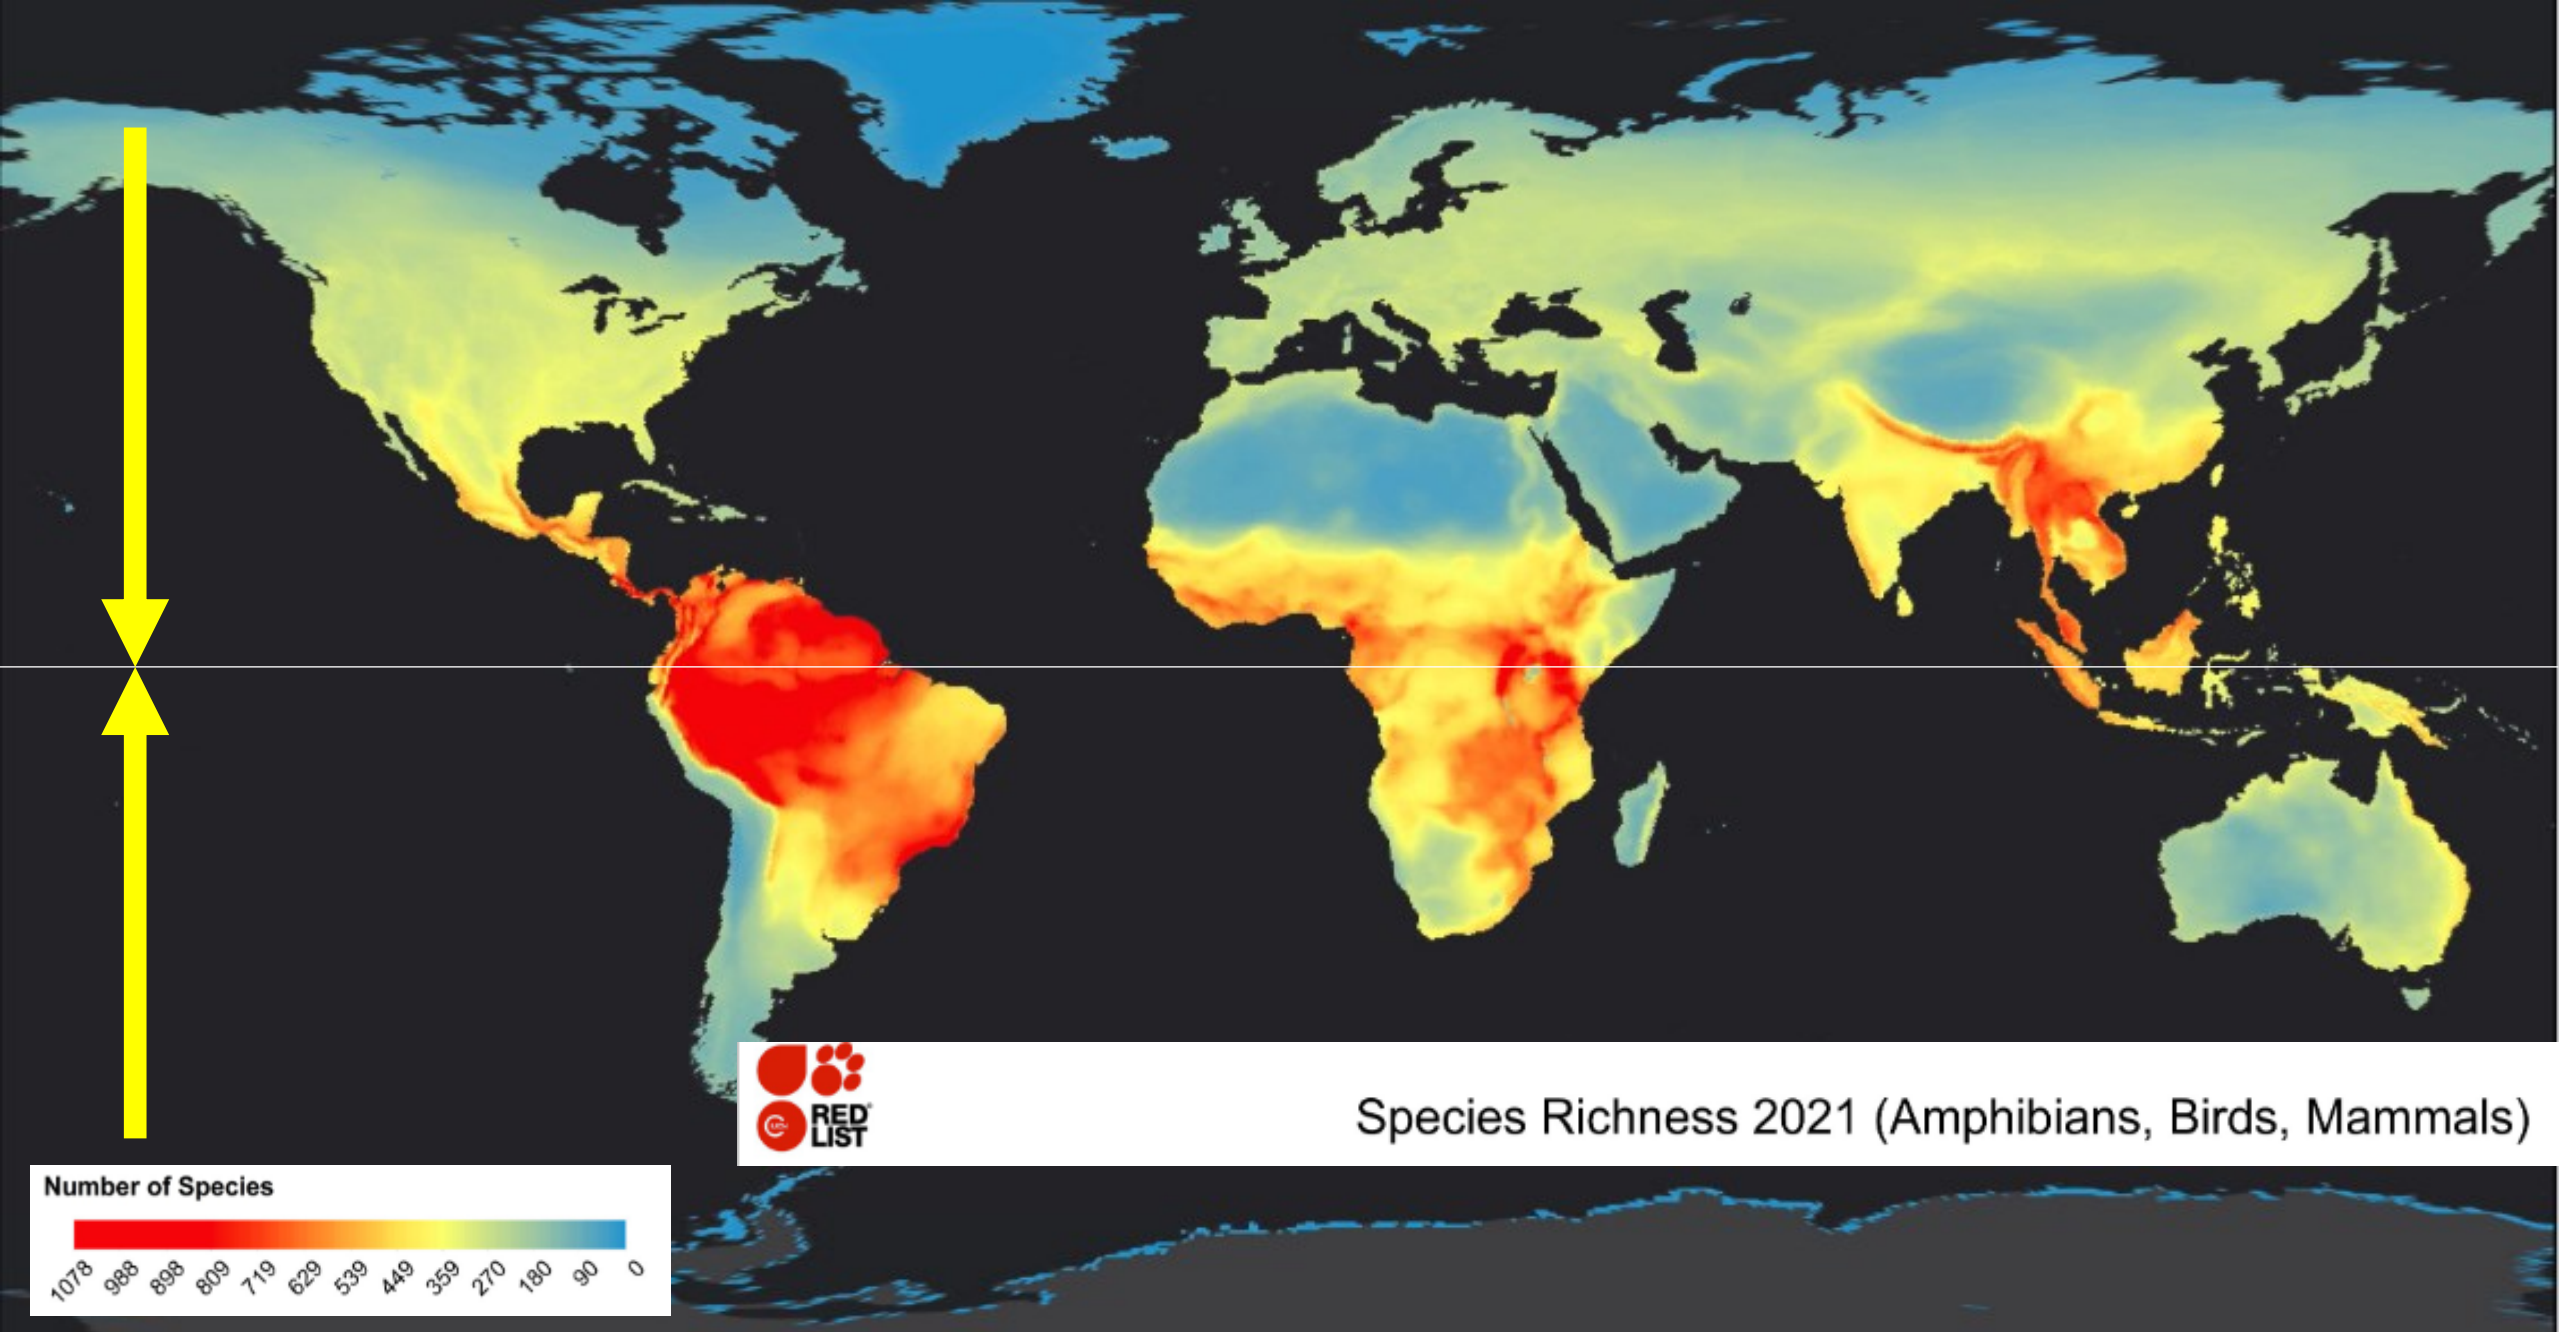 RED
LIST
Species Richness 2021 (Amphibians, Birds, Mammals)
Number of Species
1078 988 898 809 719 629 539 449 359 270 180 90 0